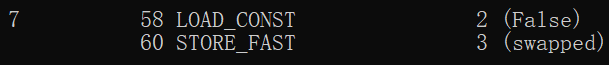 7 58 LOAD_CONST 2 (False)
60 STORE_FAST 3 (swapped)